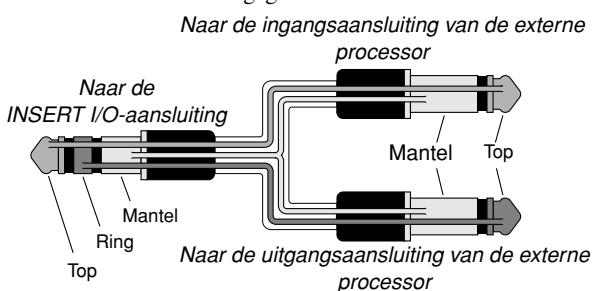 Naar de ingangsaansluiting van de externe
processor
Naar de
INSERT I/O-aansluiting
Mantel
Top
Mantel
Ring
Top
Naar de uitgangsaansluiting van de externe
processor